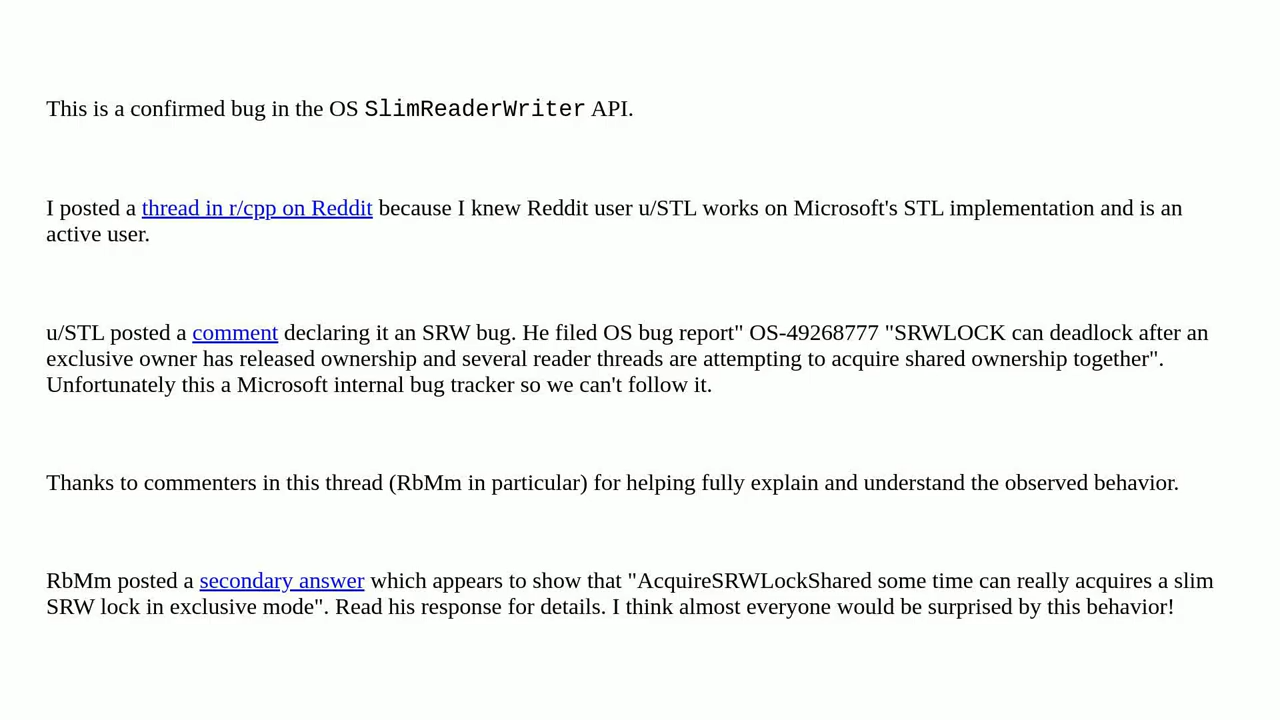 This is a confirmed bug in the OS SlimReaderWriter API.
I posted a thread in r/cpp on Reddit because I knew Reddit user u/STL works on Microsoft's STL implementation and is an
active user.
u/STL posted a comment declaring it an SRW bug. He filed OS bug report" OS-49268777 "SRWLOCK can deadlock after an
exclusive owner has released ownership and several reader threads are attempting to acquire shared ownership together".
Unfortunately this a Microsoft internal bug tracker so we can't follow it.
Thanks to commenters in this thread (RbMm in particular) for helping fully explain and understand the observed behavior.
RbMm posted a secondary answer which appears to show that "AcquireSRWLockShared some time can really acquires a slim
SRW lock in exclusive mode". Read his response for details. I think almost everyone would be surprised by this behavior!